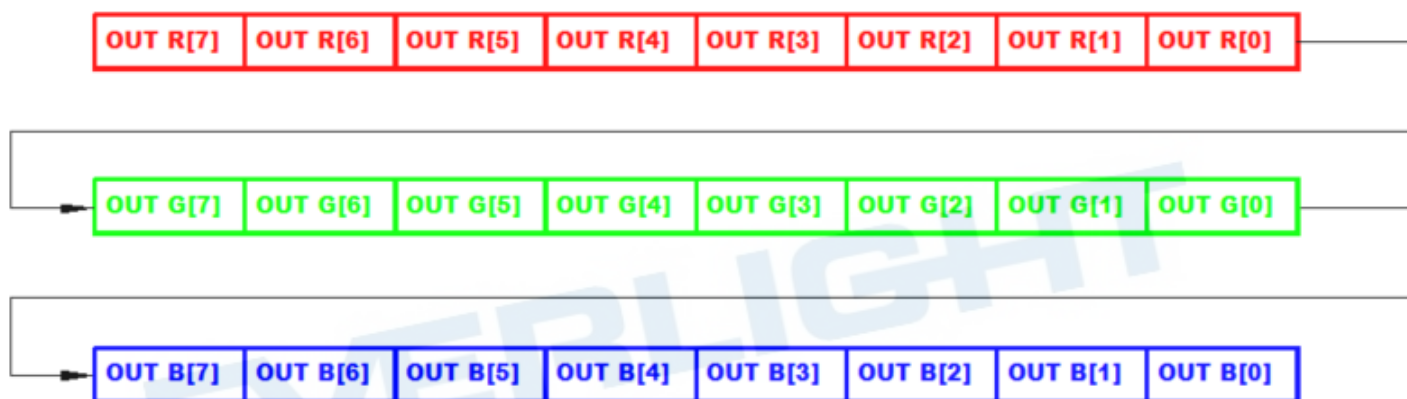 OUT R[7] OUT R[6] OUT R[5] OUT R[4] OUT R[3] OUT R[2] OUT R[1] OUT R[0]
OUT G[7] OUT G[6] OUT G[5] OUT G[4] OUT G[3] OUT G[2] OUT G[1] OUT G[0]
EVERLIGHT
OUT B[7] OUT B[6] OUT B[5] OUT B[4] OUT B[3] OUT B[2] OUT B[1] OUT B[0]